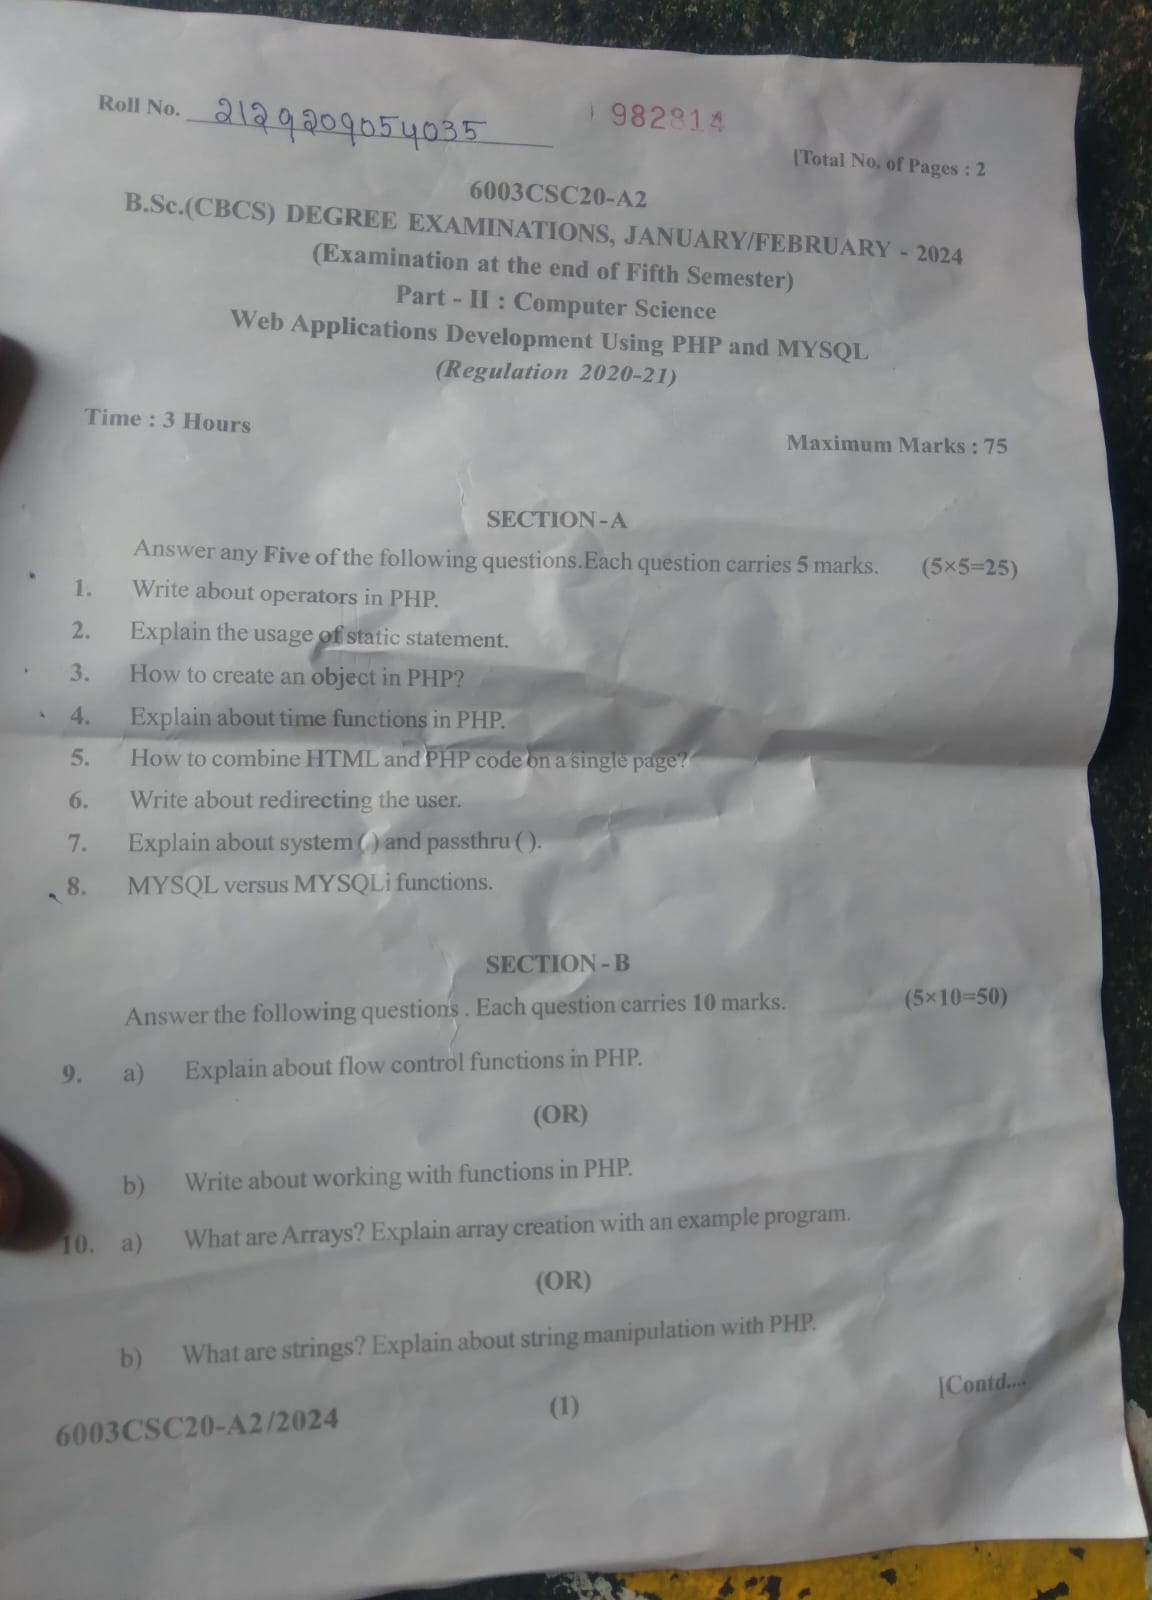 Roll No. 2129209054035
982814
[Total No. of Pages : 2
6003CSC20-A2
B.Sc.(CBCS) DEGREE EXAMINATIONS, JANUARY/FEBRUARY - 2024
(Examination at the end of Fifth Semester)
Part - II : Computer Science
Web Applications Development Using PHP and MYSQL
(Regulation 2020-21)
Time : 3 Hours
Maximum Marks : 75
SECTION - A
Answer any Five of the following questions.Each question carries 5 marks. (5×5=25)
1. Write about operators in PHP.
2. Explain the usage of static statement.
3. How to create an object in PHP?
4. Explain about time functions in PHP.
5. How to combine HTML and PHP code on a single page?
6. Write about redirecting the user.
7. Explain about system ( ) and passthru ( ).
8. MYSQL versus MYSQLi functions.
SECTION - B
Answer the following questions . Each question carries 10 marks. (5×10=50)
9. a) Explain about flow control functions in PHP.
(OR)
b) Write about working with functions in PHP.
10. a) What are Arrays? Explain array creation with an example program.
(OR)
b) What are strings? Explain about string manipulation with PHP.
[Contd....
6003CSC20-A2/2024 (1)